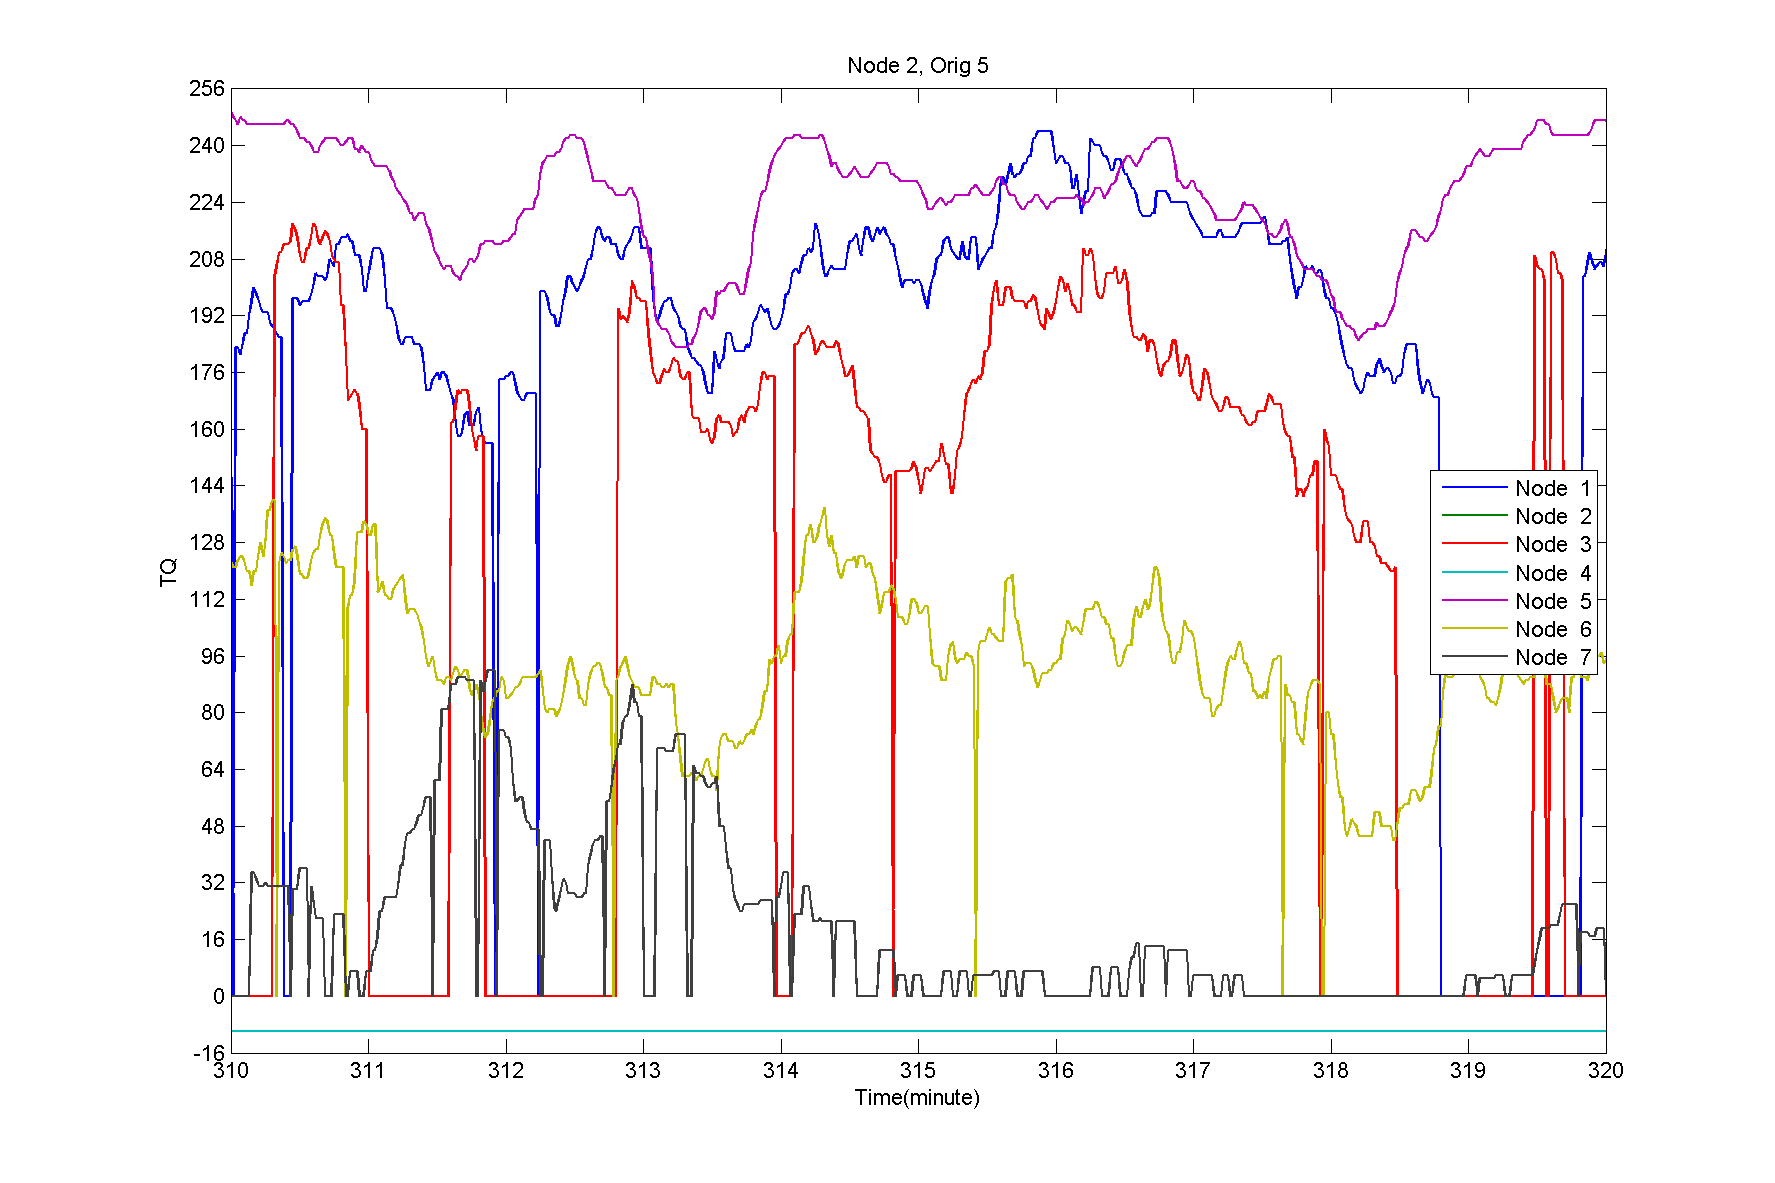 Node 2, Orig 5
256
240
224
208
192
176
160
144
128
112
96
80
64
48
32
16
0
-16
TQ
Node 1
Node 2
Node 3
Node 4
Node 5
Node 6
Node 7
310 311 312 313 314 315 316 317 318 319 320
Time(minute)